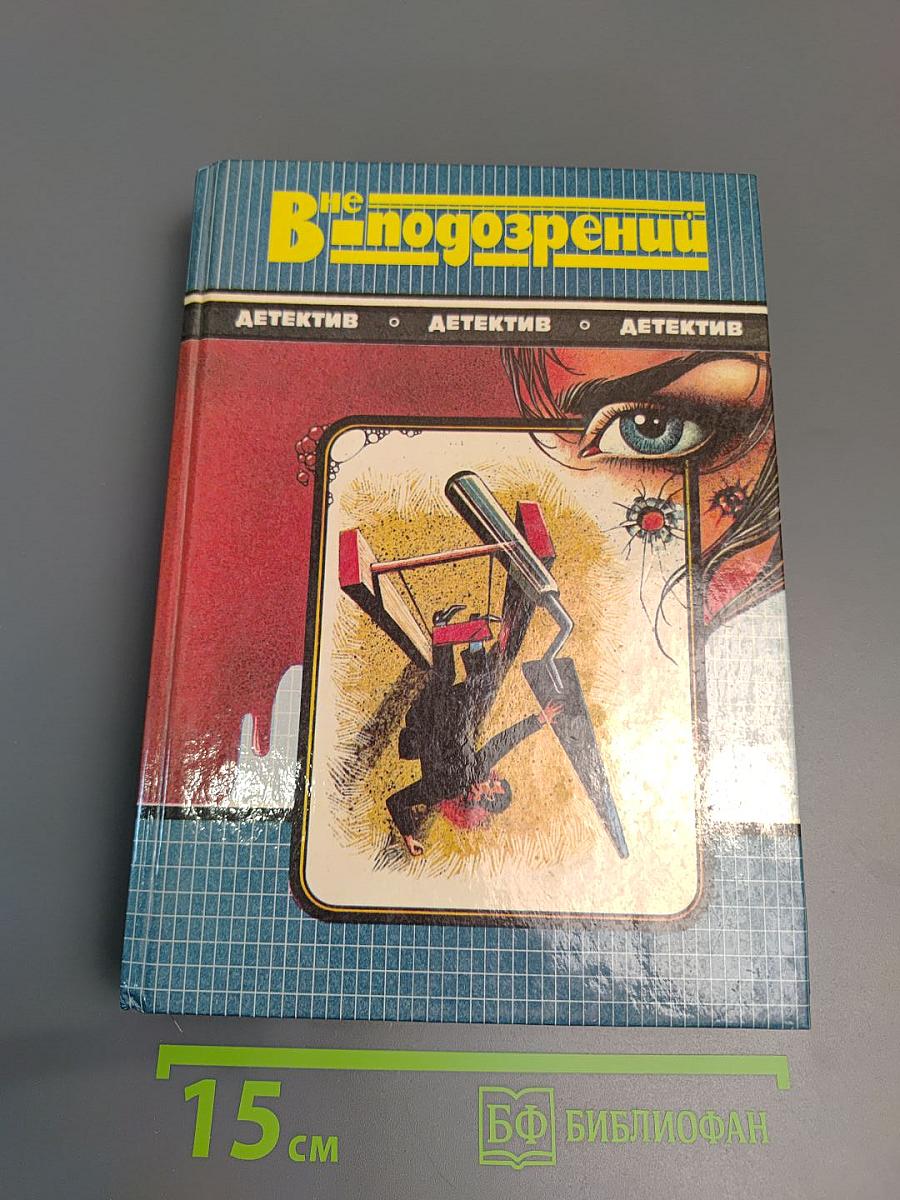 Вне подозрений
ДЕТЕКТИВ ДЕТЕКТИВ ДЕТЕКТИВ
15 см
БФ БИБЛИОФАН